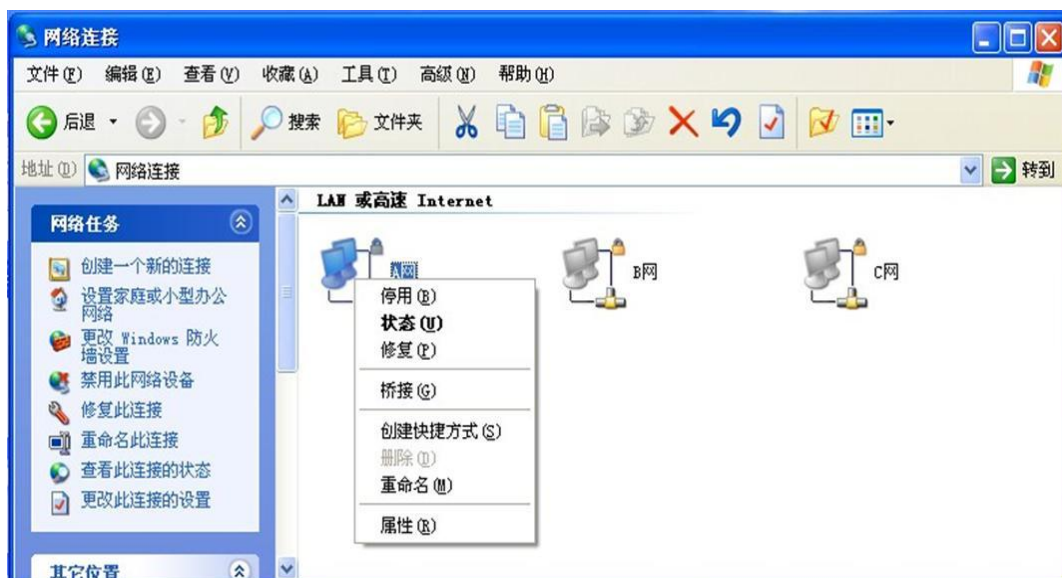 网络连接
文件(F) 编辑(E) 查看(V) 收藏(A) 工具(T) 高级(N) 帮助(H)
后退 搜索 文件夹
地址(D) 网络连接 转到
网络任务
创建一个新的连接
设置家庭或小型办公
网络
更改 Windows 防火
墙设置
禁用此网络设备
修复此连接
重命名此连接
查看此连接的状态
更改此连接的设置
其它位置
LAN 或高速 Internet
A网
B网
C网
停用(B)
状态(U)
修复(P)
桥接(G)
创建快捷方式(S)
删除(D)
重命名(M)
属性(R)